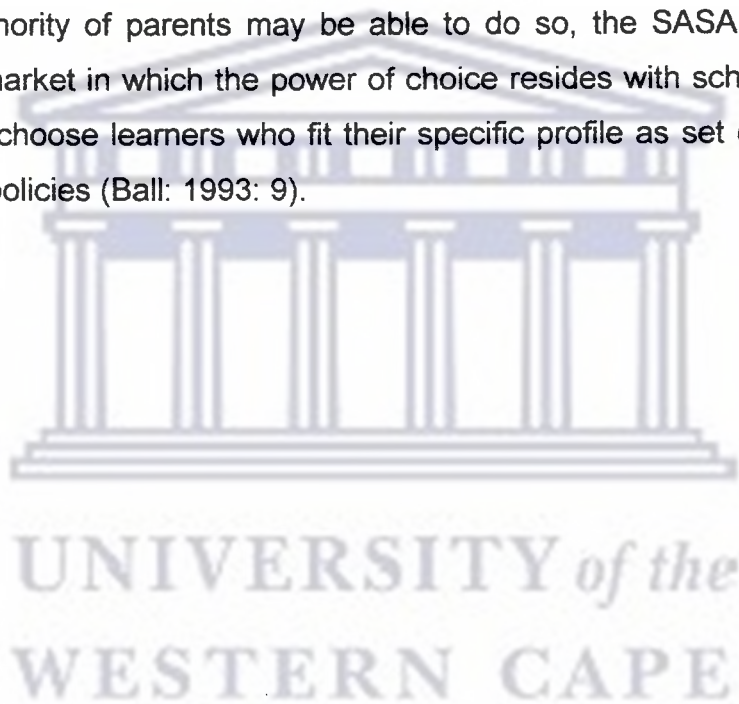 nority of parents may be able to do so, the SASA
market in which the power of choice resides with sch
choose learners who fit their specific profile as set
policies (Ball: 1993: 9).
UNIVERSITY of the
WESTERN CAPE